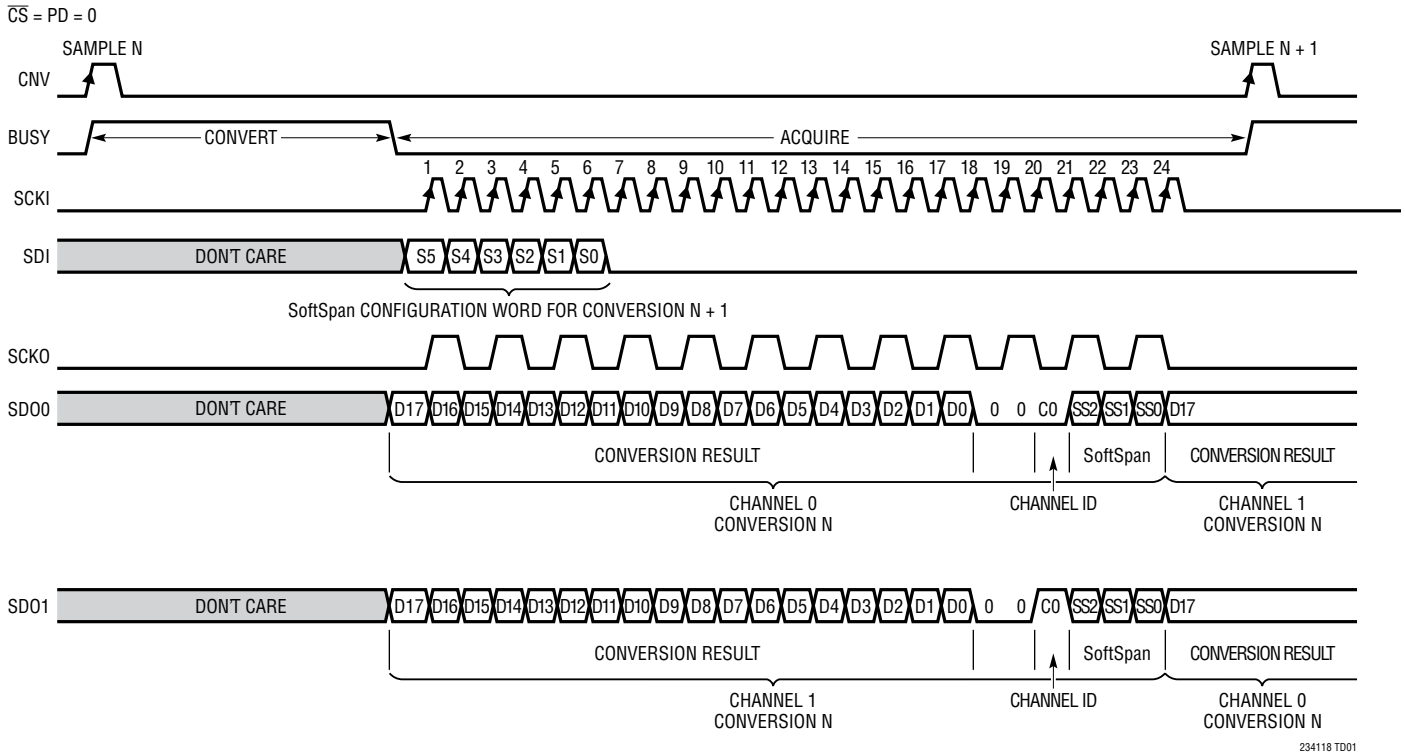 CS = PD = 0
SAMPLE N
SAMPLE N + 1
CNV
BUSY
CONVERT
ACQUIRE
1 2 3 4 5 6 7 8 9 10 11 12 13 14 15 16 17 18 19 20 21 22 23 24
SCKI
SDI
DON'T CARE
S5 S4 S3 S2 S1 S0
SoftSpan CONFIGURATION WORD FOR CONVERSION N + 1
SCKO
SDO0
DON'T CARE
D17 D16 D15 D14 D13 D12 D11 D10 D9 D8 D7 D6 D5 D4 D3 D2 D1 D0 0 0 C0 SS2 SS1 SS0 D17
CONVERSION RESULT
SoftSpan
CONVERSION RESULT
CHANNEL 0
CONVERSION N
CHANNEL ID
CHANNEL 1
CONVERSION N
SDO1
DON'T CARE
D17 D16 D15 D14 D13 D12 D11 D10 D9 D8 D7 D6 D5 D4 D3 D2 D1 D0 0 0 C0 SS2 SS1 SS0 D17
CONVERSION RESULT
SoftSpan
CONVERSION RESULT
CHANNEL 1
CONVERSION N
CHANNEL ID
CHANNEL 0
CONVERSION N
234118 TD01